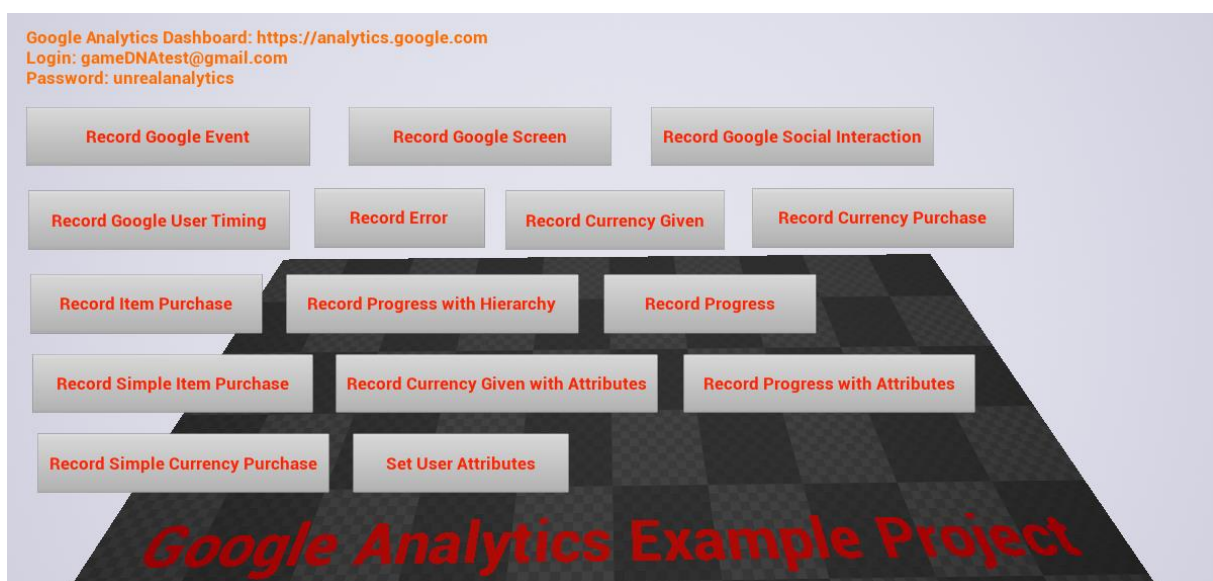 Google Analytics Dashboard: https://analytics.google.com
Login: gameDNAtest@gmail.com
Password: unrealanalytics
Record Google Event
Record Google Screen
Record Google Social Interaction
Record Google User Timing
Record Error
Record Currency Given
Record Currency Purchase
Record Item Purchase
Record Progress with Hierarchy
Record Progress
Record Simple Item Purchase
Record Currency Given with Attributes
Record Progress with Attributes
Record Simple Currency Purchase
Set User Attributes
Google Analytics Example Project